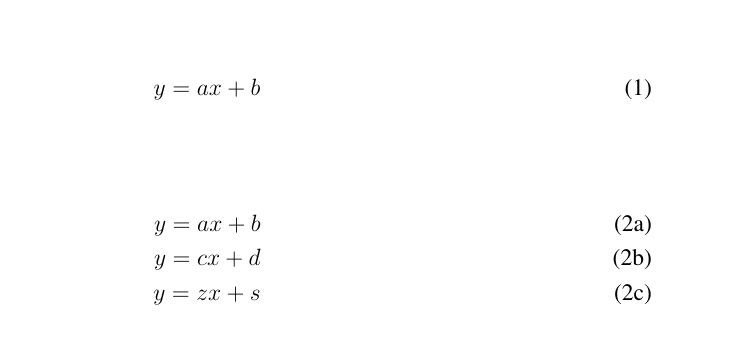 y = ax + b (1)
y = ax + b (2a)
y = cx + d (2b)
y = zx + s (2c)